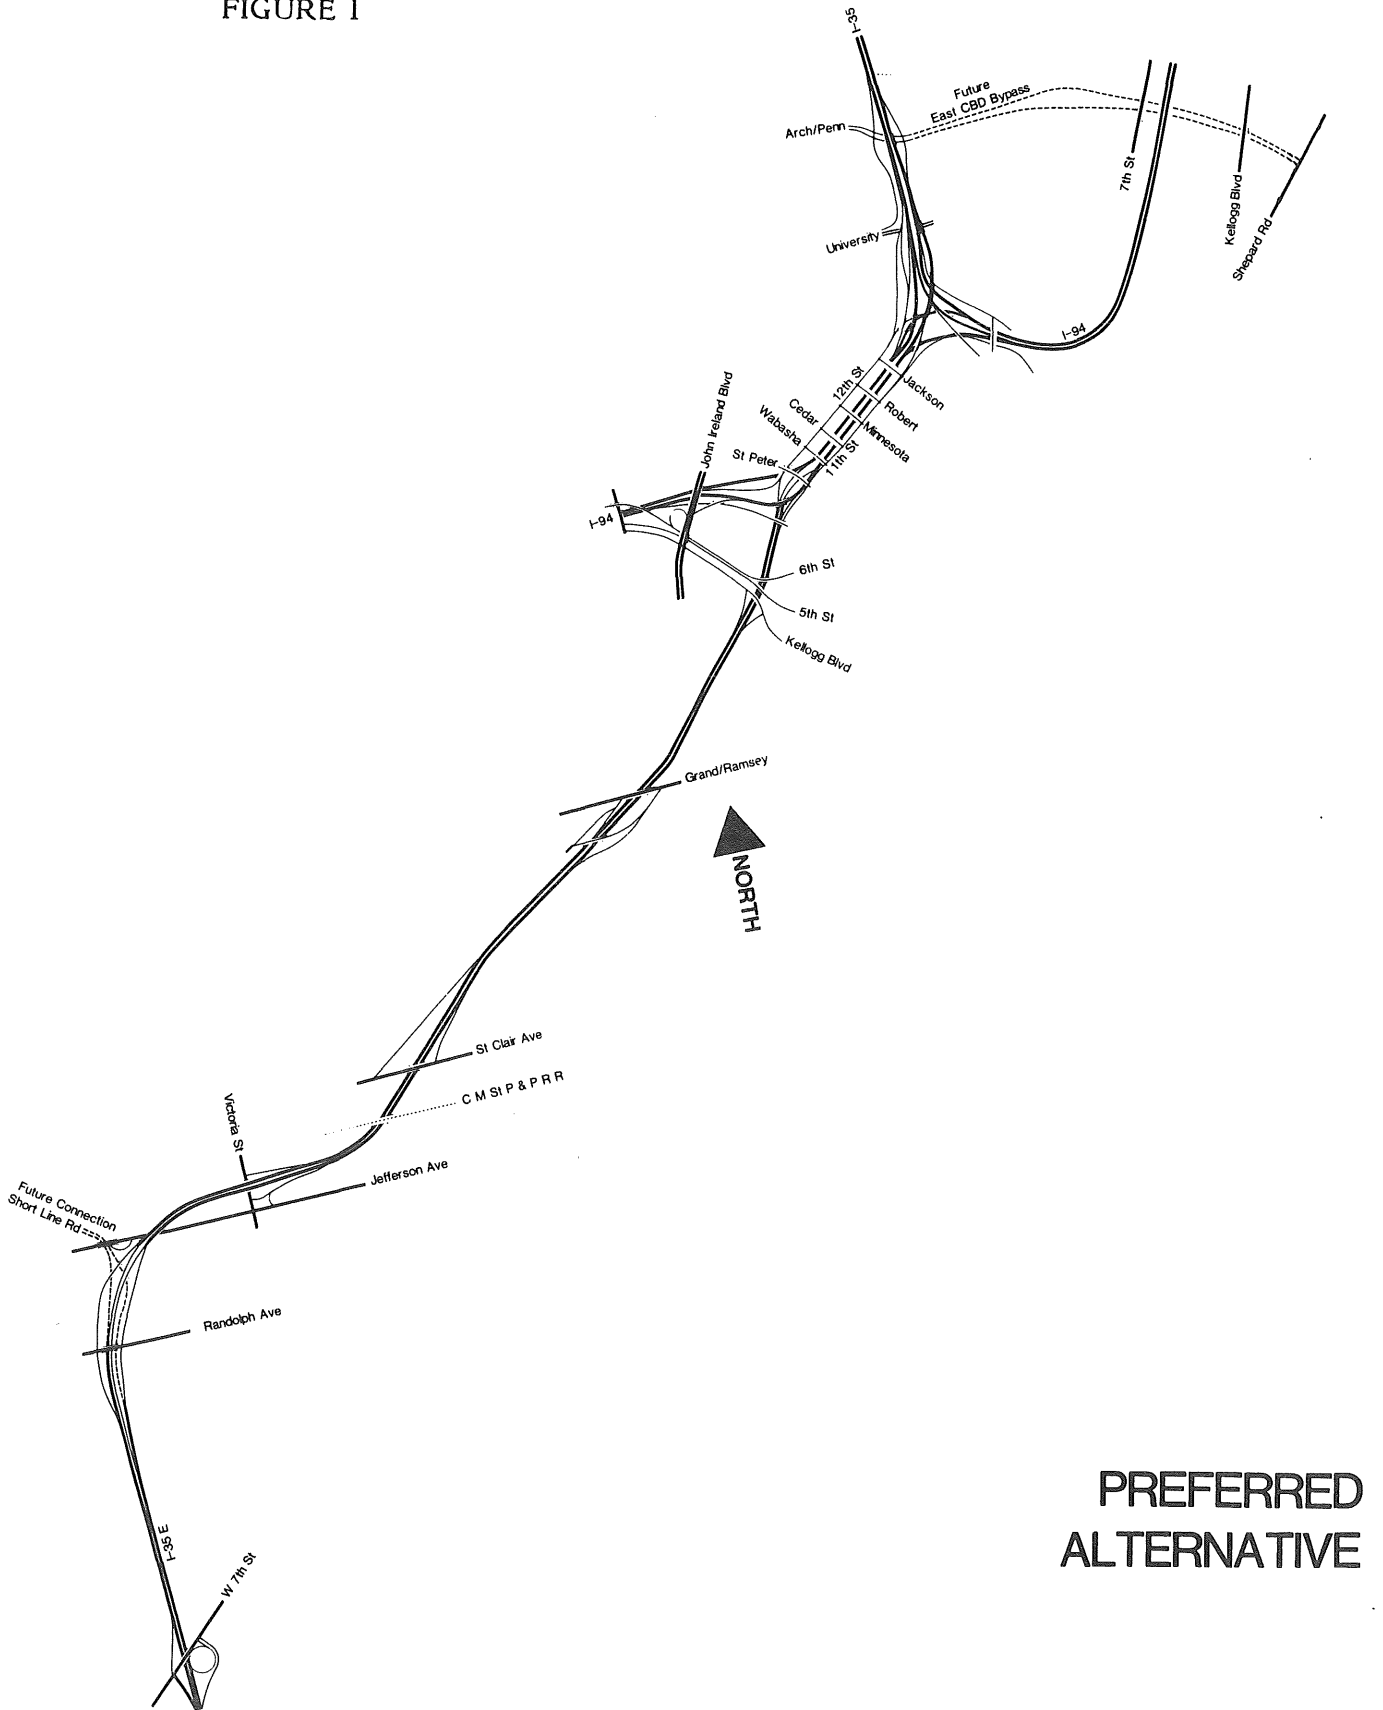 FIGURE 1
I-35
Future
East CBD Bypass
Arch/Penn
7th St
Kellogg Blvd
Shepard Rd
University
I-94
12th St
Jackson
Robert
Minnesota
Cedar
Wabasha
11th St
St Peter
John Ireland Blvd
I-94
6th St
5th St
Kellogg Blvd
Grand/Ramsey
NORTH
St Clair Ave
C M St P & P R R
Victoria St
Jefferson Ave
Future Connection
Short Line Rd
Randolph Ave
I-35E
W 7th St
PREFERRED
ALTERNATIVE